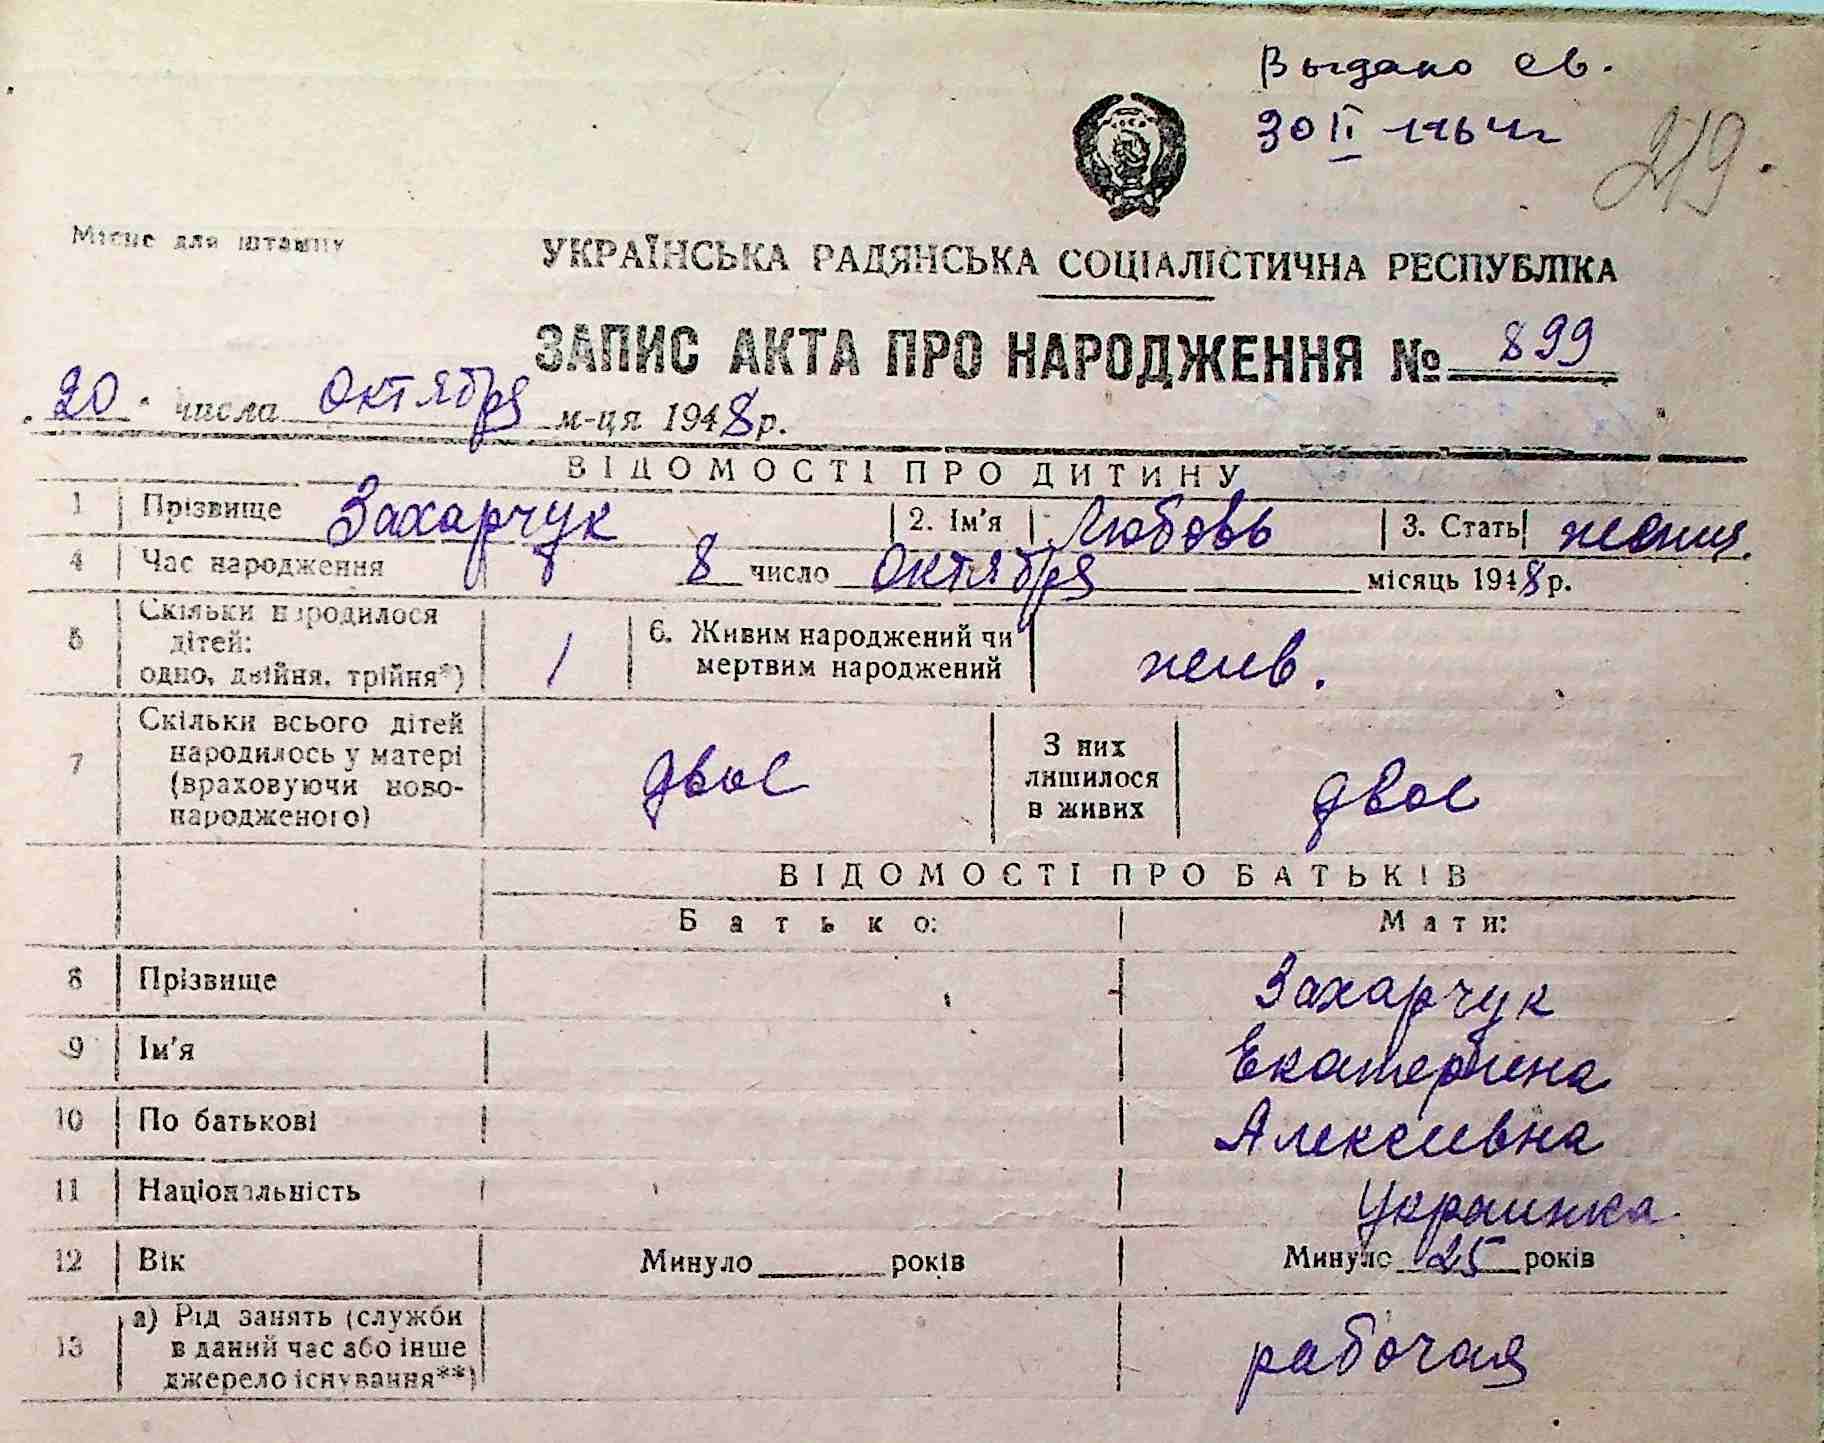 Выдано св.
30 II 1964 г
219.
Місце для штампу
УКРАЇНСЬКА РАДЯНСЬКА СОЦІАЛІСТИЧНА РЕСПУБЛІКА
ЗАПИС АКТА ПРО НАРОДЖЕННЯ № 899
20 числа Октября м-ця 1948 р.
ВІДОМОСТІ ПРО ДИТИНУ
1 Прізвище Захарчук 2. Ім'я Любовь 3. Стать женщ.
4 Час народження 8 число Октября місяць 1948 р.
5 Скільки народилося
дітей:
одно, двійня, трійня*) 1 6. Живим народжений чи
мертвим народжений жив.
7 Скільки всього дітей
народилось у матері
(враховуючи ново-
народженого) двое З них
лишилося
в живих двое
ВІДОМОСТІ ПРО БАТЬКІВ
Батько: Мати:
8 Прізвище Захарчук
9 Ім'я Екатерина
10 По батькові Алексеевна
11 Національність Украинка
12 Вік Минуло ______ років Минуло 25 років
13 а) Рід занять (служби
в даний час або інше
джерело існування**) рабочая